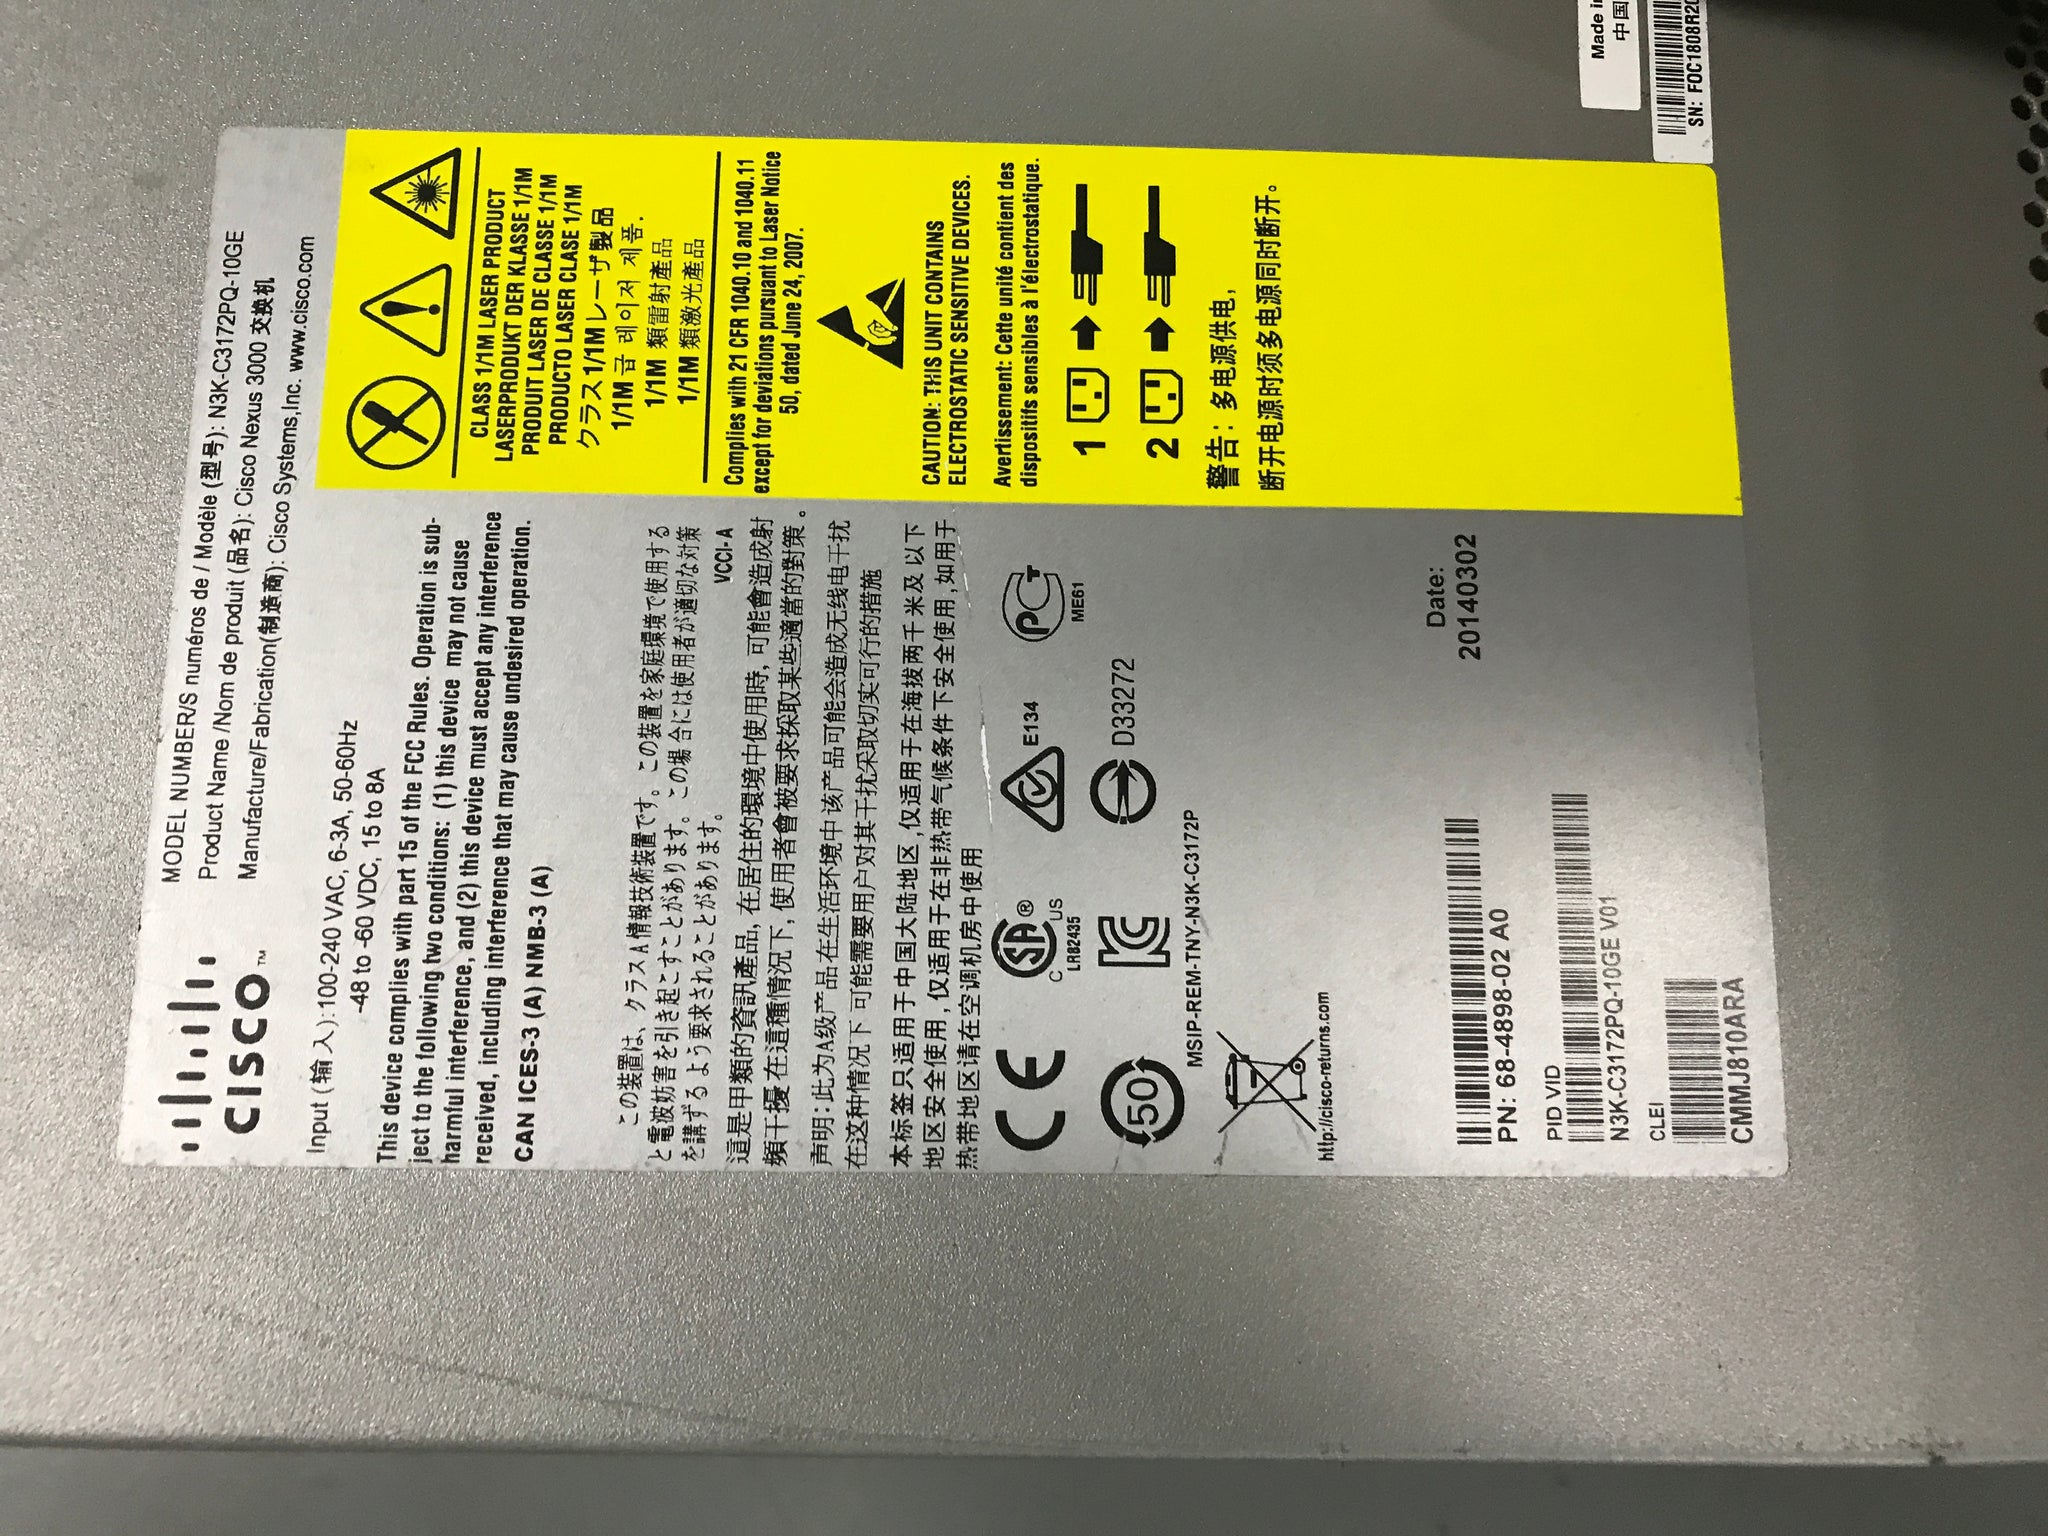 CISCO™
MODEL NUMBER/S numéros de / Modèle (型号): N3K-C3172PQ-10GE
Product Name /Nom de produit (品名): Cisco Nexus 3000 交换机
Manufacture/Fabrication(制造商): Cisco Systems,Inc. www.cisco.com
Input (输入):100-240 VAC, 6-3A, 50-60Hz
-48 to -60 VDC, 15 to 8A
This device complies with part 15 of the FCC Rules. Operation is sub-
ject to the following two conditions: (1) this device may not cause
harmful interference, and (2) this device must accept any interference
received, including interference that may cause undesired operation.
CAN ICES-3 (A) NMB-3 (A)
この装置は、クラスA情報技術装置です。この装置を家庭環境で使用する
と電波妨害を引き起こすことがあります。この場合には使用者が適切な対策
を講ずるよう要求されることがあります。
VCCI-A
這是甲類的資訊產品,在居住的環境中使用時,可能會造成射
頻干擾在這種情況下,使用者會被要求採取某些適當的對策。
声明:此为A级产品在生活环境中该产品可能会造成无线电干扰
在这种情况下可能需要用户对其干扰采取切实可行的措施
本标签只适用于中国大陆地区,仅适用于在海拔两千米及以下
地区安全使用,仅适用于在非热带气候条件下安全使用,如用于
热带地区请在空调机房中使用
CE
C SA ® US
LR82435
E134
PCT
ME61
50
D33272
MSIP-REM-TNY-N3K-C3172P
http://cisco-returns.com
Date:
20140302
PN: 68-4898-02 A0
PID VID
N3K-C3172PQ-10GE V01
CLEI
CMMJ810ARA
CLASS 1/1M LASER PRODUCT
LASERPRODUKT DER KLASSE 1/1M
PRODUIT LASER DE CLASSE 1/1M
PRODUCTO LASER CLASE 1/1M
クラス 1/1M レーザ製品
1/1M 급 레이저 제품.
1/1M 類雷射產品
1/1M 類激光產品
Complies with 21 CFR 1040.10 and 1040.11
except for deviations pursuant to Laser Notice
50, dated June 24, 2007.
CAUTION: THIS UNIT CONTAINS
ELECTROSTATIC SENSITIVE DEVICES.
Avertissement: Cette unité contient des
dispositifs sensibles à l'électrostatique.
1
2
警告: 多电源供电,
断开电源时须多电源同时断开。
Made
中国
SN: FOC1808R2